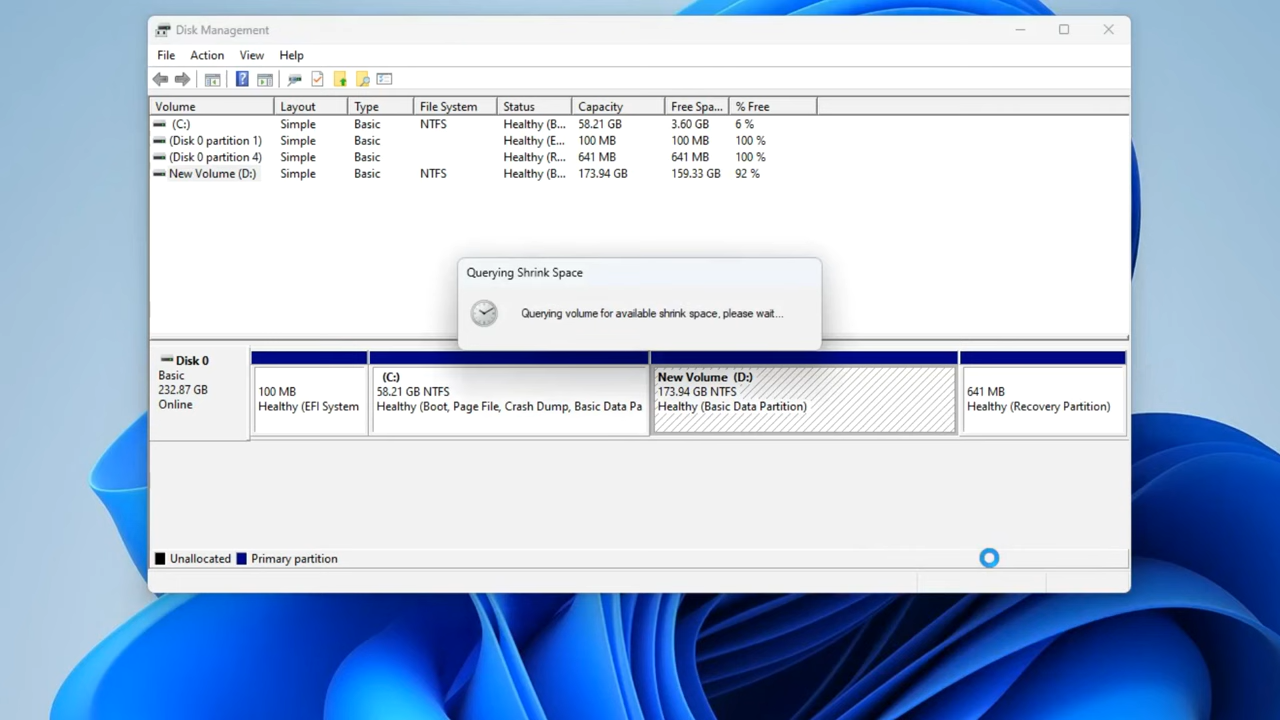 Disk Management
File Action View Help
Volume Layout Type File System Status Capacity Free Spa... % Free
(C:) Simple Basic NTFS Healthy (B... 58.21 GB 3.60 GB 6 %
(Disk 0 partition 1) Simple Basic Healthy (E... 100 MB 100 MB 100 %
(Disk 0 partition 4) Simple Basic Healthy (R... 641 MB 641 MB 100 %
New Volume (D:) Simple Basic NTFS Healthy (B... 173.94 GB 159.33 GB 92 %
Querying Shrink Space
Querying volume for available shrink space, please wait...
Disk 0
Basic
232.87 GB
Online
100 MB
Healthy (EFI System
(C:)
58.21 GB NTFS
Healthy (Boot, Page File, Crash Dump, Basic Data Pa
New Volume (D:)
173.94 GB NTFS
Healthy (Basic Data Partition)
641 MB
Healthy (Recovery Partition)
Unallocated Primary partition